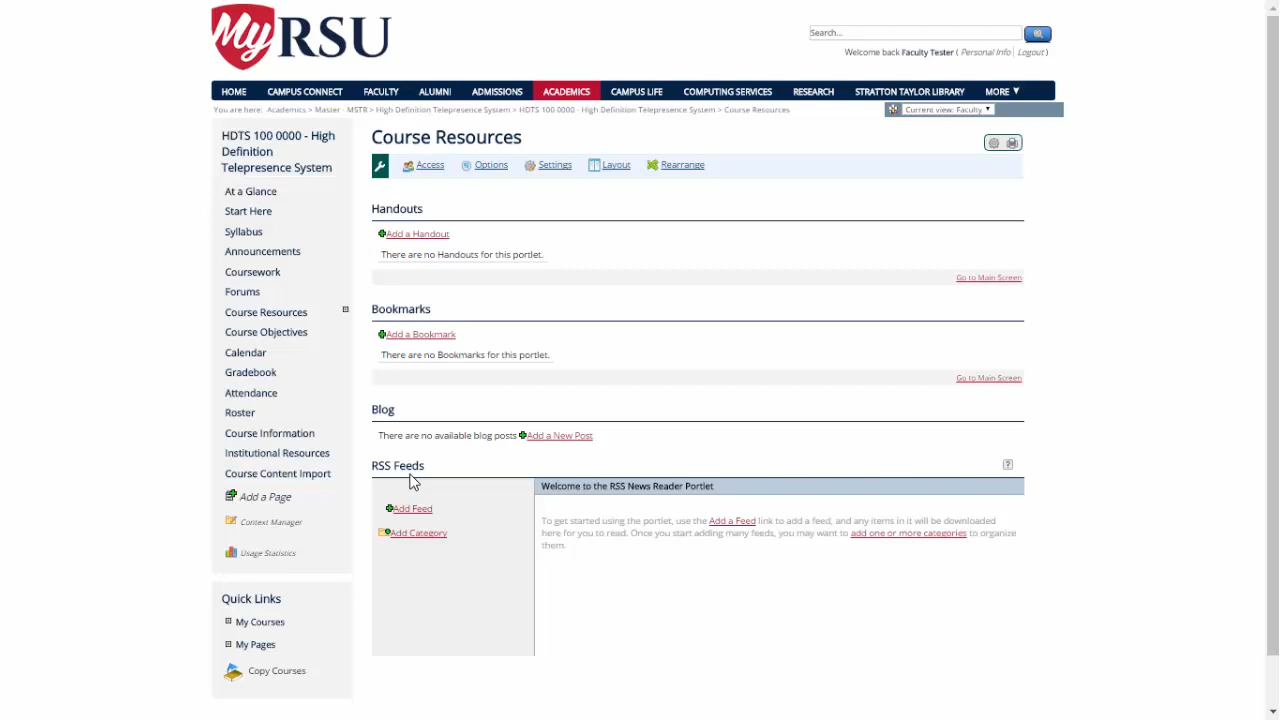 My RSU
Search...
Welcome back Faculty Tester ( Personal Info | Logout )
HOME CAMPUS CONNECT FACULTY ALUMNI ADMISSIONS ACADEMICS CAMPUS LIFE COMPUTING SERVICES RESEARCH STRATTON TAYLOR LIBRARY MORE ▼
You are here: Academics > Master - MSTR > High Definition Telepresence System > HDTS 100 0000 - High Definition Telepresence System > Course Resources
Current view: Faculty ▼
HDTS 100 0000 - High
Definition
Telepresence System
At a Glance
Start Here
Syllabus
Announcements
Coursework
Forums
Course Resources
Course Objectives
Calendar
Gradebook
Attendance
Roster
Course Information
Institutional Resources
Course Content Import
Add a Page
Context Manager
Usage Statistics
Quick Links
My Courses
My Pages
Copy Courses
Course Resources
Access Options Settings Layout Rearrange
Handouts
Add a Handout
There are no Handouts for this portlet.
Go to Main Screen
Bookmarks
Add a Bookmark
There are no Bookmarks for this portlet.
Go to Main Screen
Blog
There are no available blog posts Add a New Post
RSS Feeds
?
Add Feed
Add Category
Welcome to the RSS News Reader Portlet
To get started using the portlet, use the Add a Feed link to add a feed, and any items in it will be downloaded
here for you to read. Once you start adding many feeds, you may want to add one or more categories to organize
them.